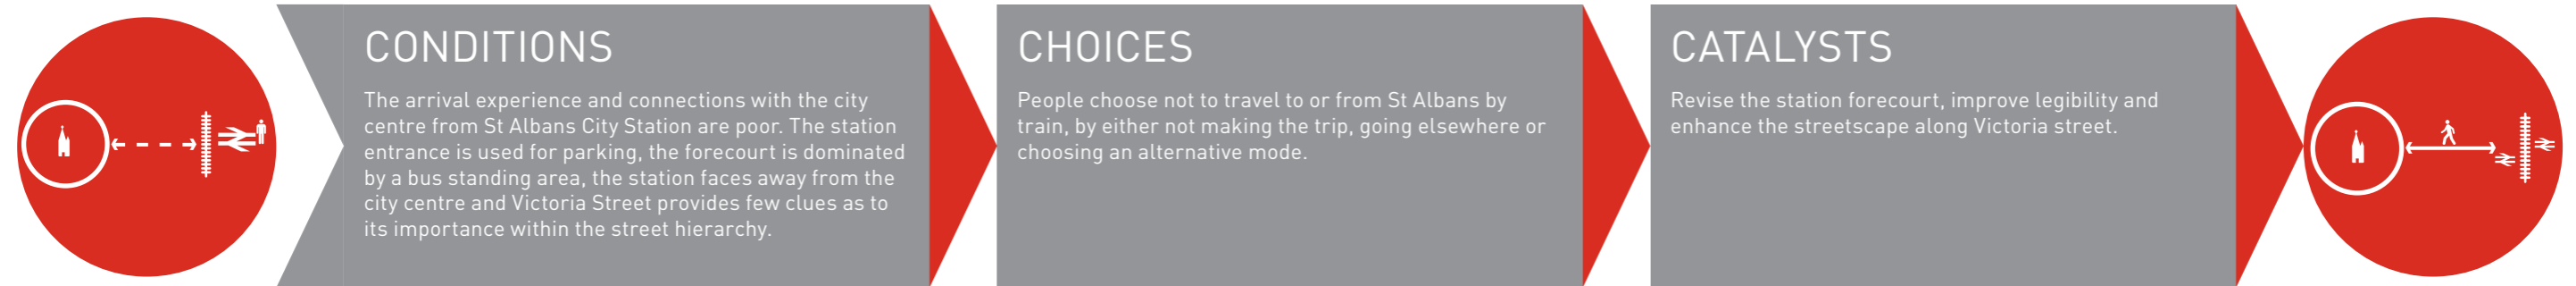 CONDITIONS
The arrival experience and connections with the city
centre from St Albans City Station are poor. The station
entrance is used for parking, the forecourt is dominated
by a bus standing area, the station faces away from the
city centre and Victoria Street provides few clues as to
its importance within the street hierarchy.
CHOICES
People choose not to travel to or from St Albans by
train, by either not making the trip, going elsewhere or
choosing an alternative mode.
CATALYSTS
Revise the station forecourt, improve legibility and
enhance the streetscape along Victoria street.